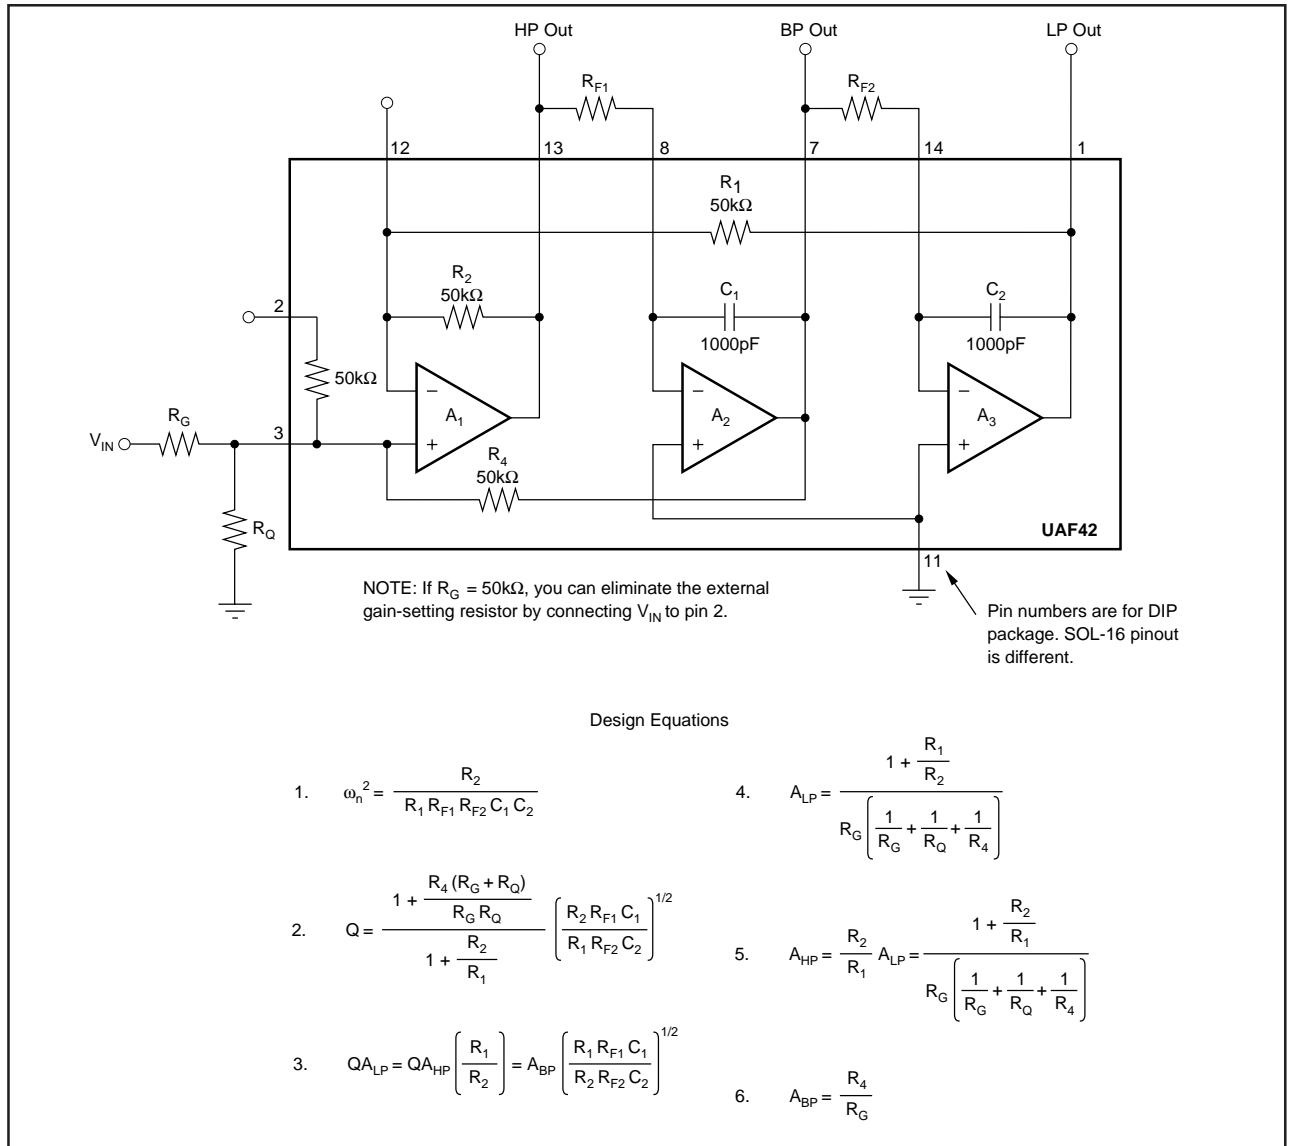 HP Out
BP Out
LP Out
R_F1
R_F2
12
13
8
7
14
1
R_1
50kΩ
R_2
50kΩ
C_1
1000pF
C_2
1000pF
2
50kΩ
R_G
V_IN
3
−
A_1
+
−
A_2
+
−
A_3
+
R_4
50kΩ
R_Q
UAF42
11
NOTE: If R_G = 50kΩ, you can eliminate the external
gain-setting resistor by connecting V_IN to pin 2.
Pin numbers are for DIP
package. SOL-16 pinout
is different.
Design Equations
1. ω_n^2 = R_2 / (R_1 R_F1 R_F2 C_1 C_2)
2. Q = (1 + R_4 (R_G + R_Q) / (R_G R_Q)) / (1 + R_2 / R_1) (R_2 R_F1 C_1 / (R_1 R_F2 C_2))^1/2
3. QA_LP = QA_HP (R_1 / R_2) = A_BP (R_1 R_F1 C_1 / (R_2 R_F2 C_2))^1/2
4. A_LP = (1 + R_1 / R_2) / (R_G (1 / R_G + 1 / R_Q + 1 / R_4))
5. A_HP = R_2 / R_1 A_LP = (1 + R_2 / R_1) / (R_G (1 / R_G + 1 / R_Q + 1 / R_4))
6. A_BP = R_4 / R_G